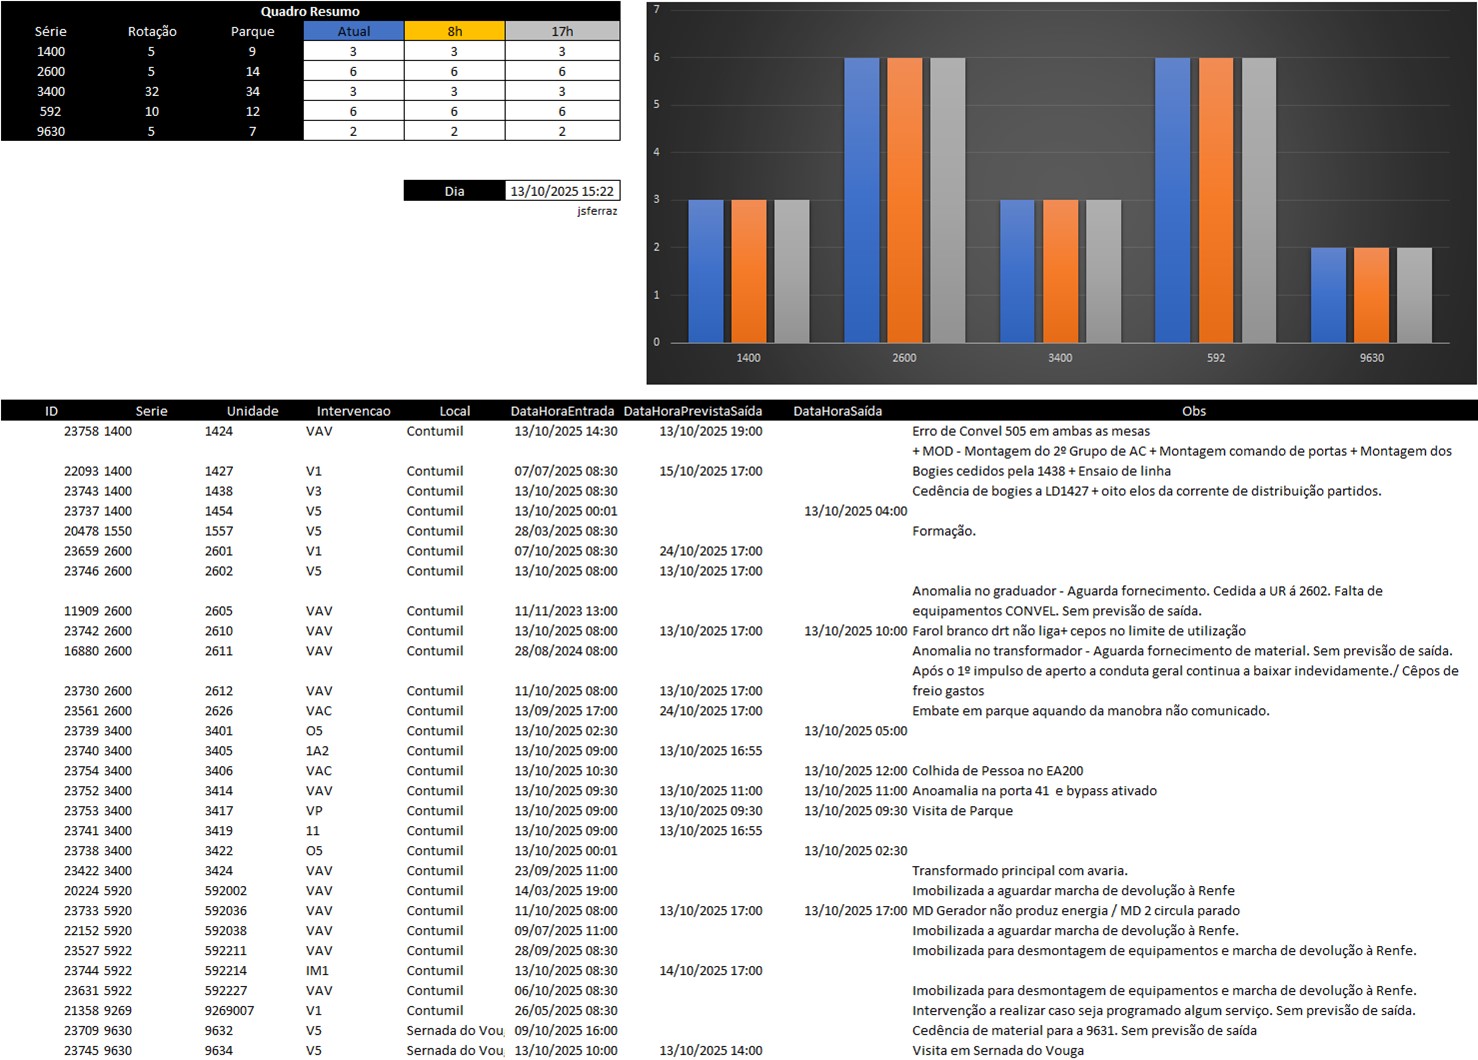 Quadro Resumo
Série Rotação Parque Atual 8h 17h
1400 5 9 3 3 3
2600 5 14 6 6 6
3400 32 34 3 3 3
592 10 12 6 6 6
9630 5 7 2 2 2
Dia 13/10/2025 15:22
jsferraz
7
6
5
4
3
2
1
0
1400 2600 3400 592 9630
ID Serie Unidade Intervencao Local DataHoraEntrada DataHoraPrevistaSaída DataHoraSaída Obs
23758 1400 1424 VAV Contumil 13/10/2025 14:30 13/10/2025 19:00 Erro de Convel 505 em ambas as mesas
+ MOD - Montagem do 2º Grupo de AC + Montagem comando de portas + Montagem dos
22093 1400 1427 V1 Contumil 07/07/2025 08:30 15/10/2025 17:00 Bogies cedidos pela 1438 + Ensaio de linha
23743 1400 1438 V3 Contumil 13/10/2025 08:30 Cedência de bogies a LD1427 + oito elos da corrente de distribuição partidos.
23737 1400 1454 V5 Contumil 13/10/2025 00:01 13/10/2025 04:00
20478 1550 1557 V5 Contumil 28/03/2025 08:30 Formação.
23659 2600 2601 V1 Contumil 07/10/2025 08:30 24/10/2025 17:00
23746 2600 2602 V5 Contumil 13/10/2025 08:00 13/10/2025 17:00
Anomalia no graduador - Aguarda fornecimento. Cedida a UR á 2602. Falta de
11909 2600 2605 VAV Contumil 11/11/2023 13:00 equipamentos CONVEL. Sem previsão de saída.
23742 2600 2610 VAV Contumil 13/10/2025 08:00 13/10/2025 17:00 13/10/2025 10:00 Farol branco drt não liga+ cepos no limite de utilização
16880 2600 2611 VAV Contumil 28/08/2024 08:00 Anomalia no transformador - Aguarda fornecimento de material. Sem previsão de saída.
Após o 1º impulso de aperto a conduta geral continua a baixar indevidamente./ Cêpos de
23730 2600 2612 VAV Contumil 11/10/2025 08:00 13/10/2025 17:00 freio gastos
23561 2600 2626 VAC Contumil 13/09/2025 17:00 24/10/2025 17:00 Embate em parque aquando da manobra não comunicado.
23739 3400 3401 O5 Contumil 13/10/2025 02:30 13/10/2025 05:00
23740 3400 3405 1A2 Contumil 13/10/2025 09:00 13/10/2025 16:55
23754 3400 3406 VAC Contumil 13/10/2025 10:30 13/10/2025 12:00 Colhida de Pessoa no EA200
23752 3400 3414 VAV Contumil 13/10/2025 09:30 13/10/2025 11:00 13/10/2025 11:00 Anoamalia na porta 41 e bypass ativado
23753 3400 3417 VP Contumil 13/10/2025 09:00 13/10/2025 09:30 13/10/2025 09:30 Visita de Parque
23741 3400 3419 11 Contumil 13/10/2025 09:00 13/10/2025 16:55
23738 3400 3422 O5 Contumil 13/10/2025 00:01 13/10/2025 02:30
23422 3400 3424 VAV Contumil 23/09/2025 11:00 Transformado principal com avaria.
20224 5920 592002 VAV Contumil 14/03/2025 19:00 Imobilizada a aguardar marcha de devolução à Renfe
23733 5920 592036 VAV Contumil 11/10/2025 08:00 13/10/2025 17:00 13/10/2025 17:00 MD Gerador não produz energia / MD 2 circula parado
22152 5920 592038 VAV Contumil 09/07/2025 11:00 Imobilizada a aguardar marcha de devolução à Renfe.
23527 5922 592211 VAV Contumil 28/09/2025 08:30 Imobilizada para desmontagem de equipamentos e marcha de devolução à Renfe.
23744 5922 592214 IM1 Contumil 13/10/2025 08:30 14/10/2025 17:00
23631 5922 592227 VAV Contumil 06/10/2025 08:30 Imobilizada para desmontagem de equipamentos e marcha de devolução à Renfe.
21358 9269 9269007 V1 Contumil 26/05/2025 08:30 Intervenção a realizar caso seja programado algum serviço. Sem previsão de saída.
23709 9630 9632 V5 Sernada do Vou 09/10/2025 16:00 Cedência de material para a 9631. Sem previsão de saída
23745 9630 9634 V5 Sernada do Vou 13/10/2025 10:00 13/10/2025 14:00 Visita em Sernada do Vouga